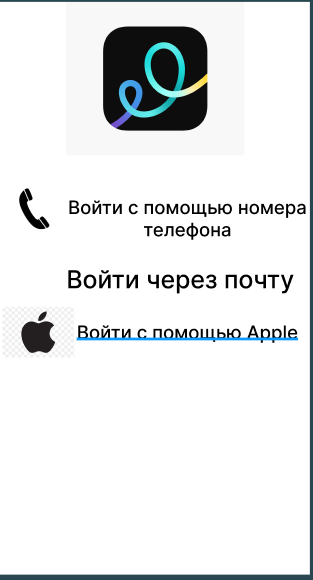 Войти с помощью номера
телефона
Войти через почту
Войти с помощью Apple